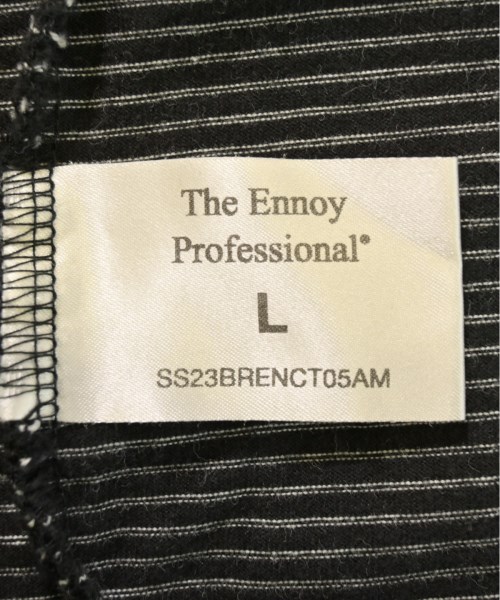 The Ennoy
Professional®
L
SS23BRENCT05AM